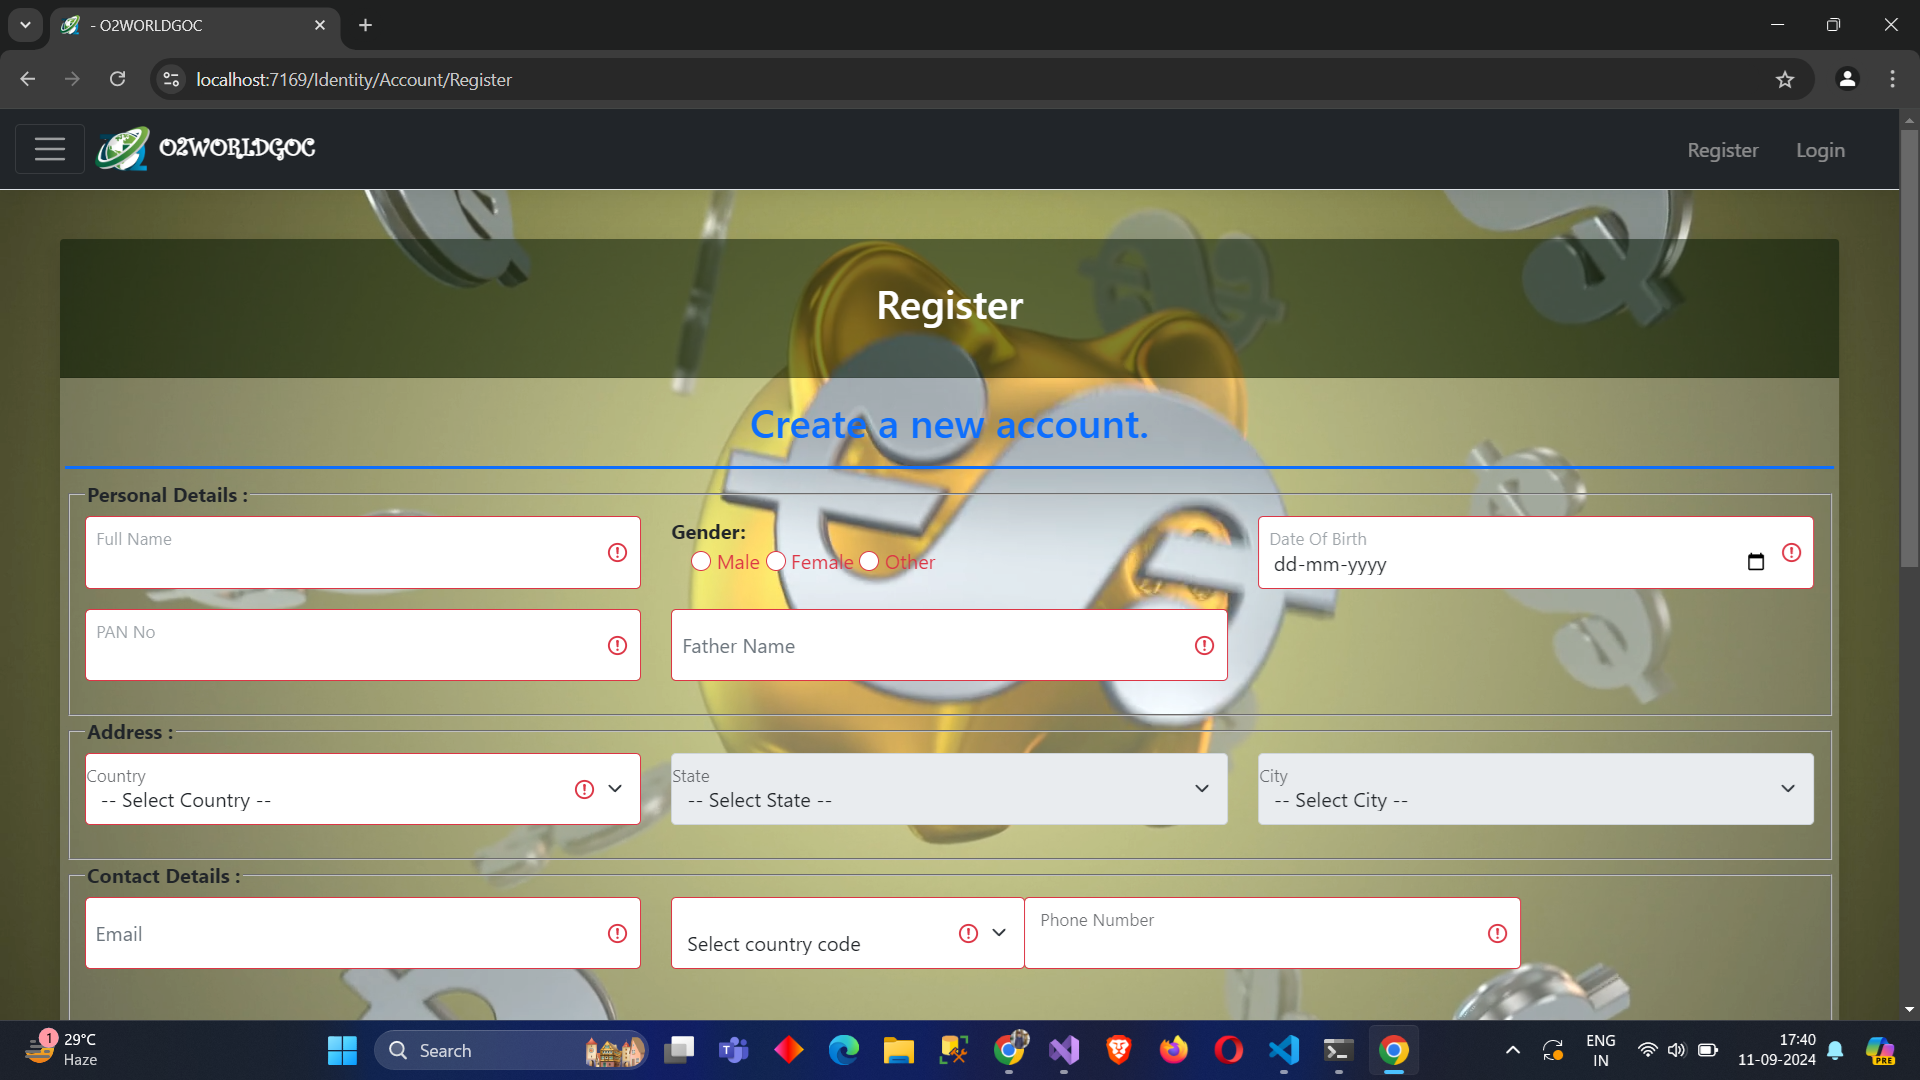 - O2WORLDGOC
localhost:7169/Identity/Account/Register
O2WORLDGOC
Register
Login
Register
Create a new account.
Personal Details :
Full Name
Gender:
Male Female Other
Date Of Birth
dd-mm-yyyy
PAN No
Father Name
Address :
Country
-- Select Country --
State
-- Select State --
City
-- Select City --
Contact Details :
Email
Select country code
Phone Number
1
29°C
Haze
Search
ENG
IN
17:40
11-09-2024
PRE